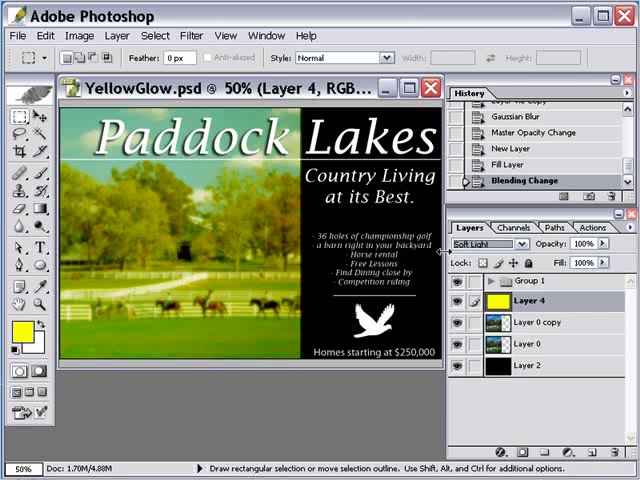 Adobe Photoshop
File Edit Image Layer Select Filter View Window Help
Feather: 0 px Anti-aliased Style: Normal Width: Height:
YellowGlow.psd @ 50% (Layer 4, RGB...
Paddock Lakes
Country Living
at its Best.
- 36 holes of championship golf
- a barn right in your backyard
- Horse rental
- Free Lessons
- Find Dining close by
- Competition riding
Homes starting at $250,000
History
Layer via Copy
Gaussian Blur
Master Opacity Change
New Layer
Fill Layer
Blending Change
Layers Channels Paths Actions
Soft Light Opacity: 100%
Lock: Fill: 100%
Group 1
Layer 4
Layer 0 copy
Layer 0
Layer 2
50% Doc: 1.70M/4.88M Draw rectangular selection or move selection outline. Use Shift, Alt, and Ctrl for additional options.